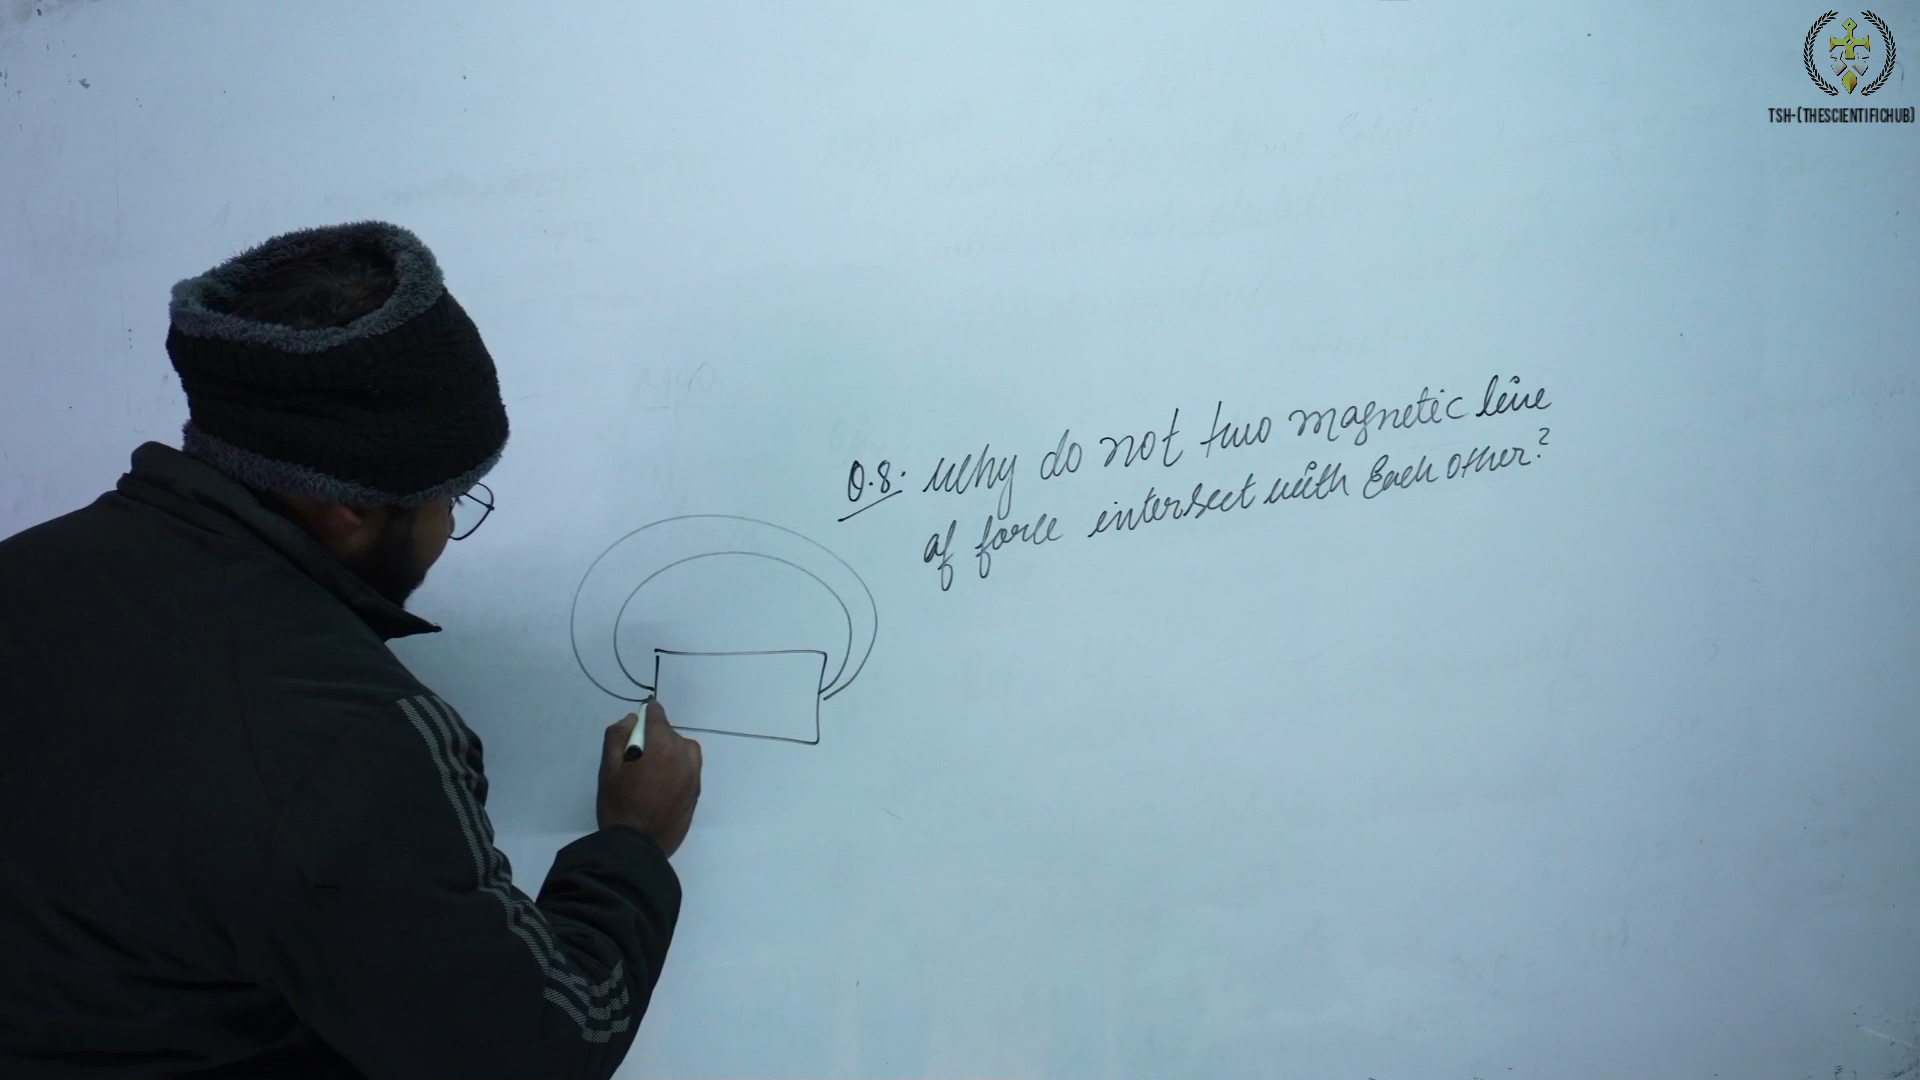 TSH-(THESCIENTIFICHUB)
Q.8. Why do not two magnetic line
of force intersect with Each other?